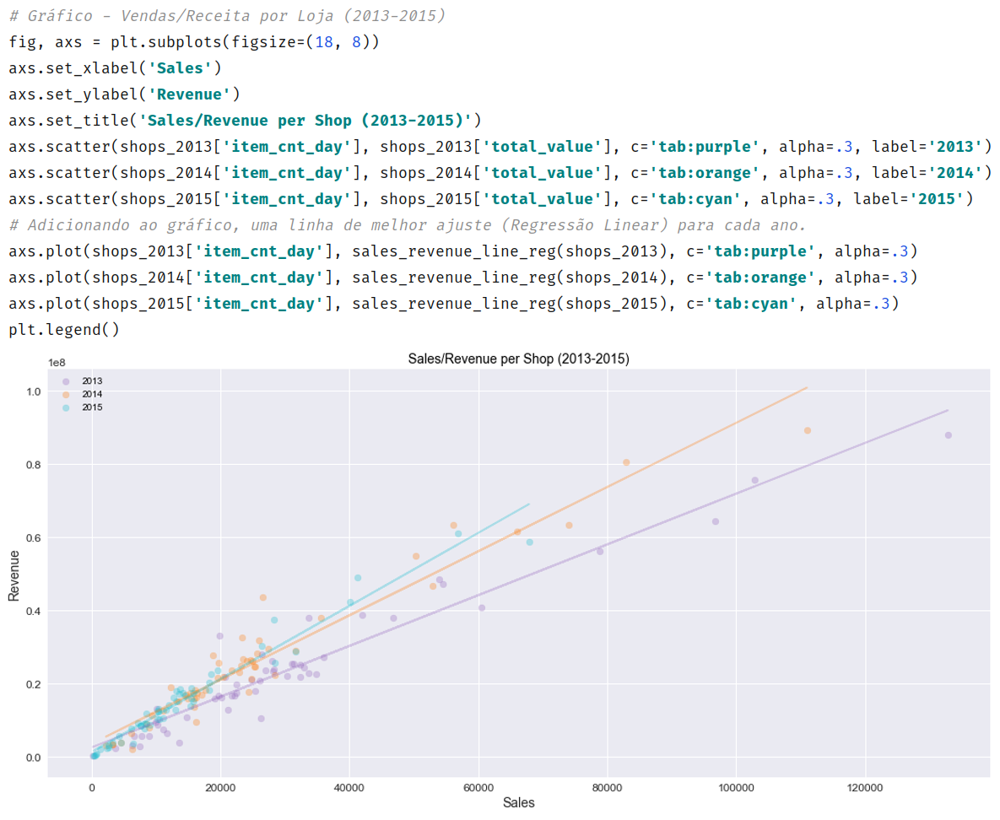 # Gráfico - Vendas/Receita por Loja (2013-2015)
fig, axs = plt.subplots(figsize=(18, 8))
axs.set_xlabel('Sales')
axs.set_ylabel('Revenue')
axs.set_title('Sales/Revenue per Shop (2013-2015)')
axs.scatter(shops_2013['item_cnt_day'], shops_2013['total_value'], c='tab:purple', alpha=.3, label='2013')
axs.scatter(shops_2014['item_cnt_day'], shops_2014['total_value'], c='tab:orange', alpha=.3, label='2014')
axs.scatter(shops_2015['item_cnt_day'], shops_2015['total_value'], c='tab:cyan', alpha=.3, label='2015')
# Adicionando ao gráfico, uma linha de melhor ajuste (Regressão Linear) para cada ano.
axs.plot(shops_2013['item_cnt_day'], sales_revenue_line_reg(shops_2013), c='tab:purple', alpha=.3)
axs.plot(shops_2014['item_cnt_day'], sales_revenue_line_reg(shops_2014), c='tab:orange', alpha=.3)
axs.plot(shops_2015['item_cnt_day'], sales_revenue_line_reg(shops_2015), c='tab:cyan', alpha=.3)
plt.legend()
Sales/Revenue per Shop (2013-2015)
1e8
2013
2014
2015
1.0
0.8
0.6
0.4
0.2
0.0
Revenue
0 20000 40000 60000 80000 100000 120000
Sales